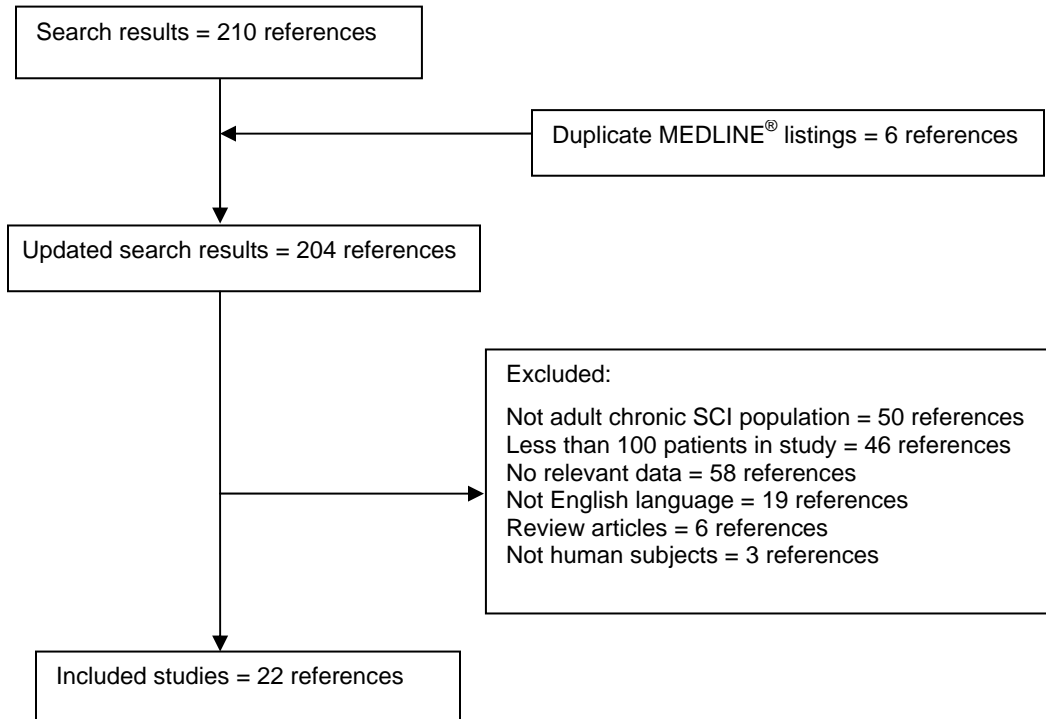 Search results = 210 references
Duplicate MEDLINE® listings = 6 references
Updated search results = 204 references
Excluded:
Not adult chronic SCI population = 50 references
Less than 100 patients in study = 46 references
No relevant data = 58 references
Not English language = 19 references
Review articles = 6 references
Not human subjects = 3 references
Included studies = 22 references